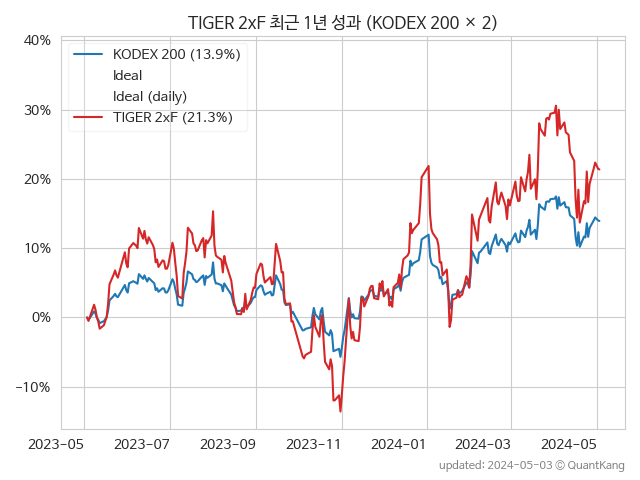 TIGER 2xF 최근 1년 성과 (KODEX 200 × 2)
40%
30%
20%
10%
0%
−10%
KODEX 200 (13.9%)
Ideal
Ideal (daily)
TIGER 2xF (21.3%)
2023-05
2023-07
2023-09
2023-11
2024-01
2024-03
2024-05
updated: 2024-05-03 ⓒ QuantKang